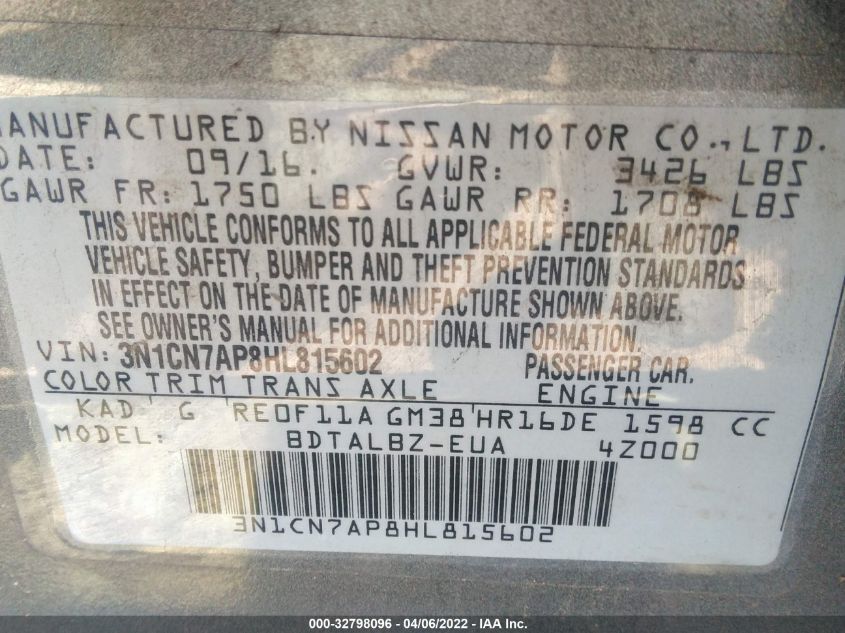 MANUFACTURED BY NISSAN MOTOR CO., LTD.
DATE: 09/16. GVWR: 3426 LBS
GAWR FR: 1750 LBS GAWR RR: 1708 LBS
THIS VEHICLE CONFORMS TO ALL APPLICABLE FEDERAL MOTOR
VEHICLE SAFETY, BUMPER AND THEFT PREVENTION STANDARDS
IN EFFECT ON THE DATE OF MANUFACTURE SHOWN ABOVE.
SEE OWNER'S MANUAL FOR ADDITIONAL INFORMATION
VIN: 3N1CN7AP8HL815602 PASSENGER CAR.
COLOR TRIM TRANS AXLE ENGINE
KAD G RE0F11A GM38 HR16DE 1598 CC
MODEL: BDTALBZ-EUA 4Z000
3N1CN7AP8HL815602
000-32798096 - 04/06/2022 - IAA Inc.